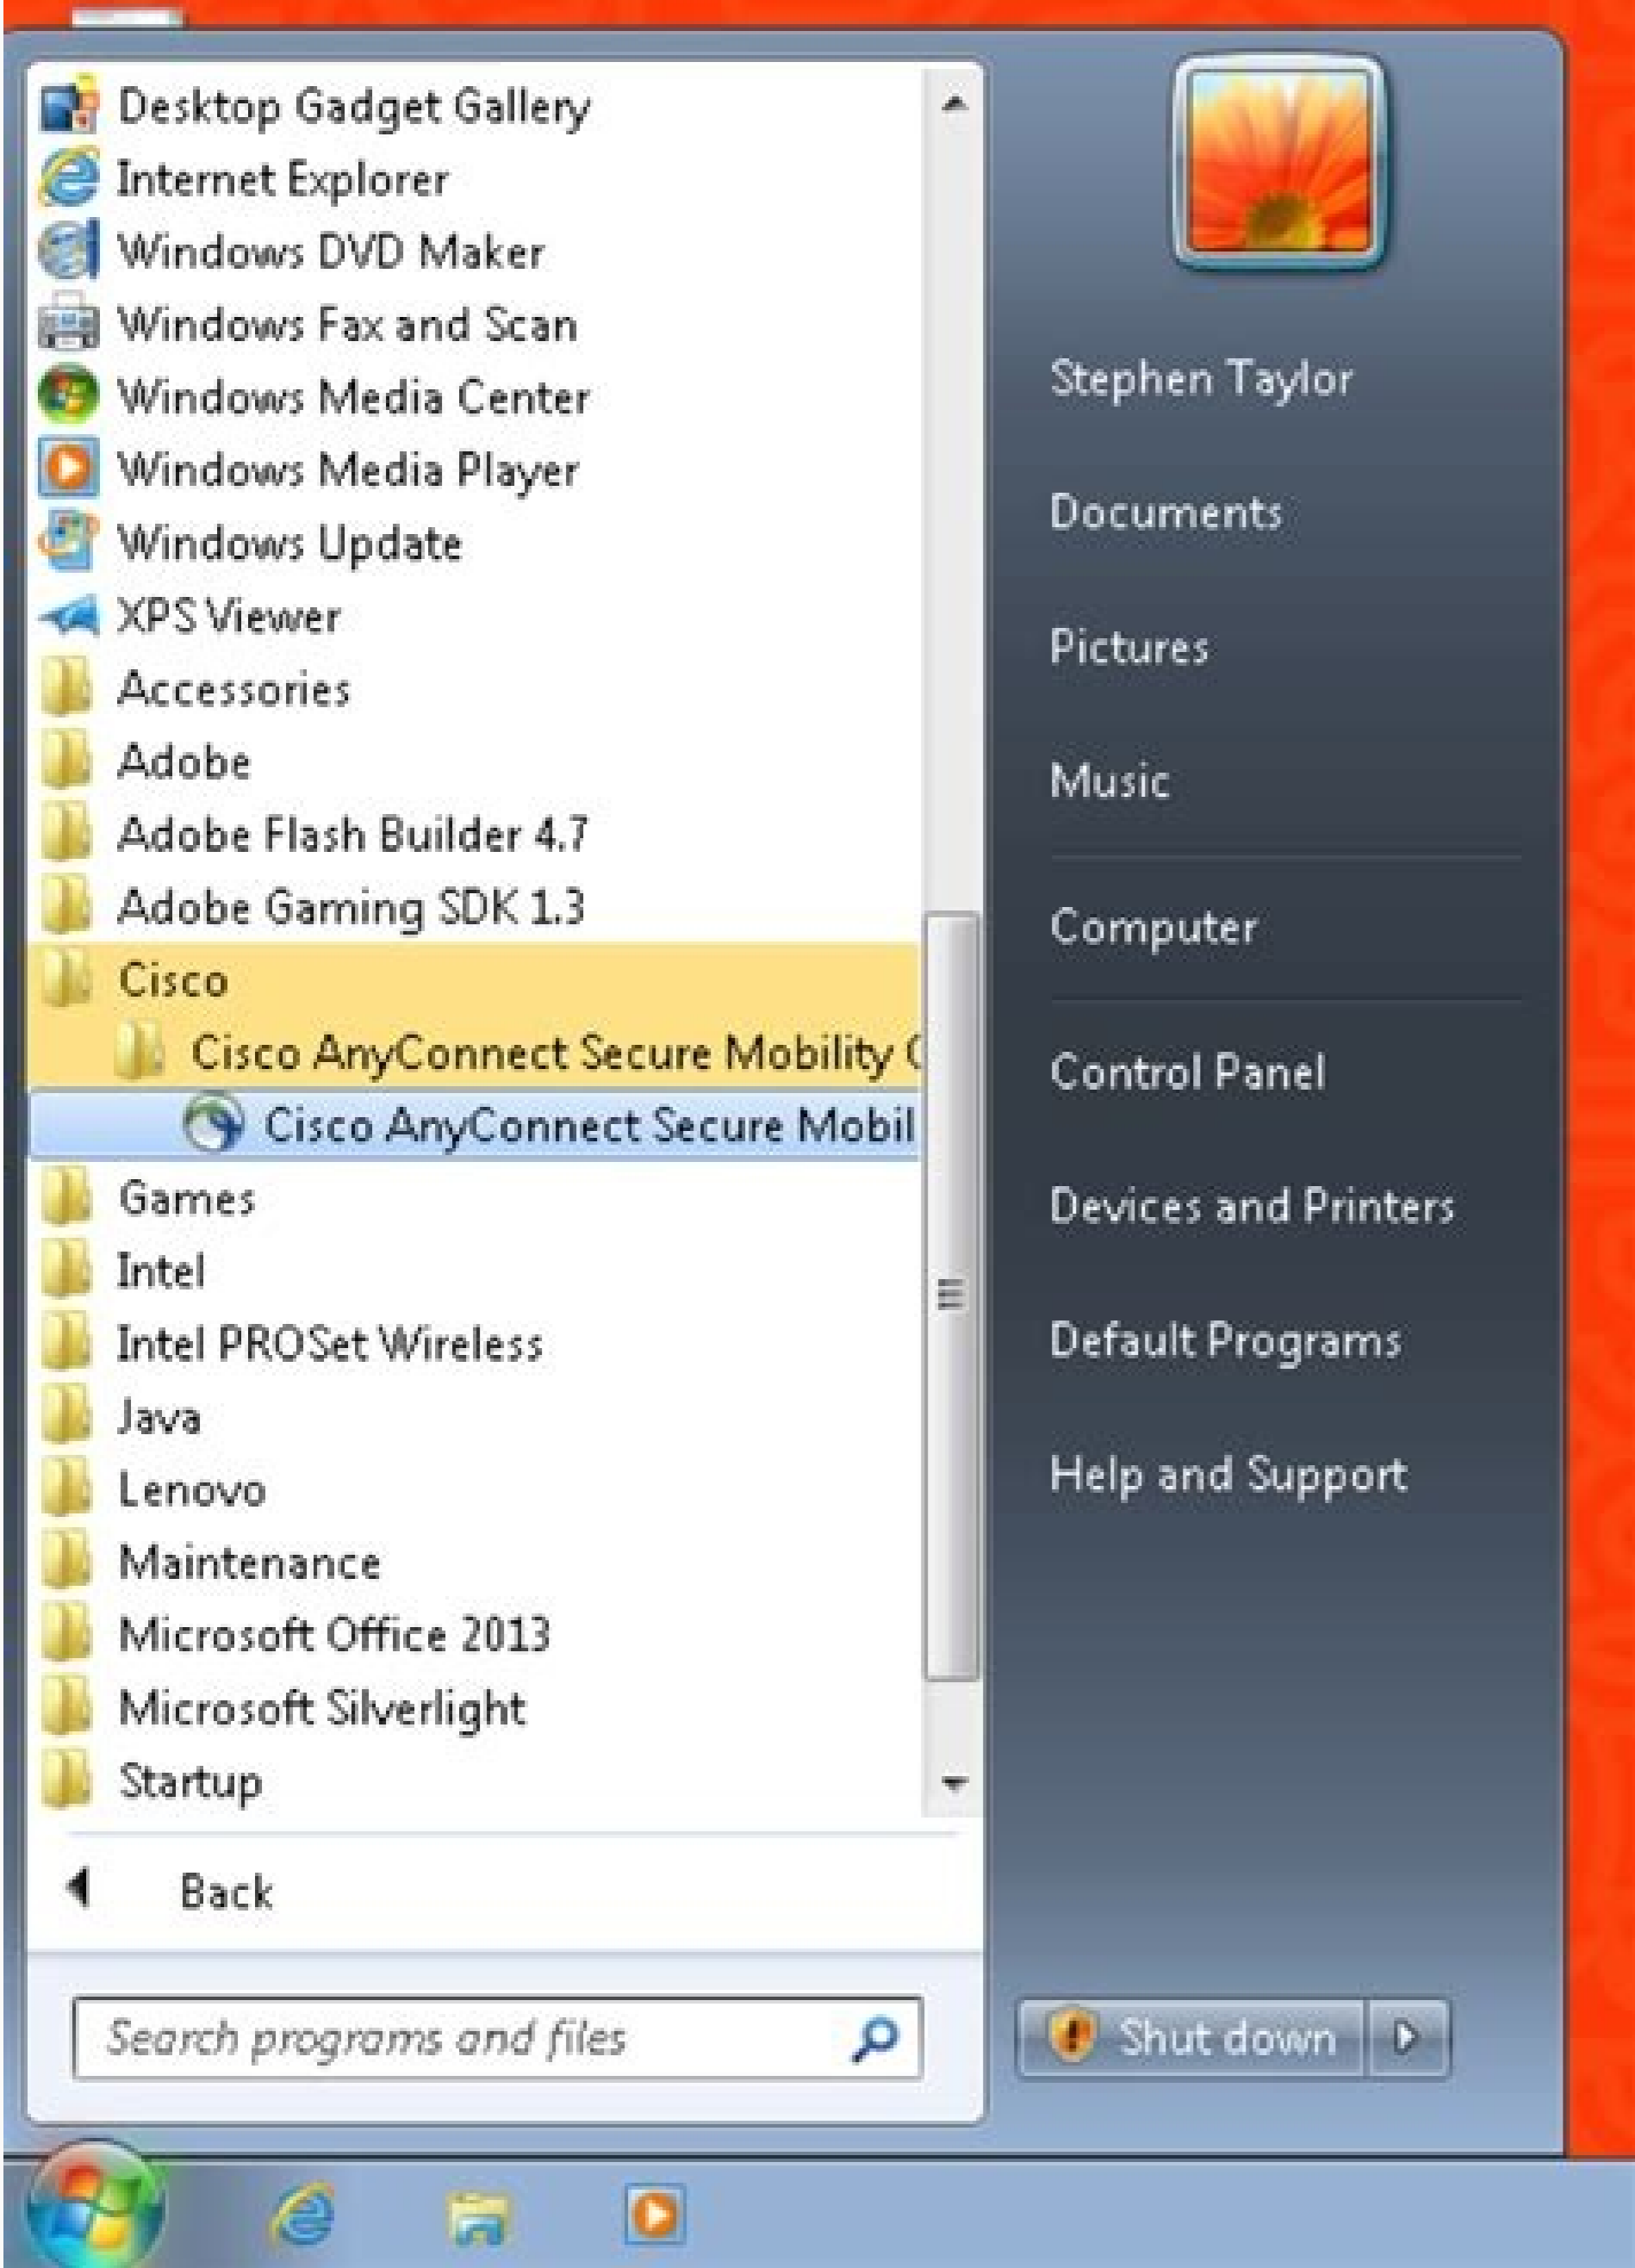 Desktop Gadget Gallery
Internet Explorer
Windows DVD Maker
Windows Fax and Scan
Windows Media Center
Windows Media Player
Windows Update
XPS Viewer
Accessories
Adobe
Adobe Flash Builder 4.7
Adobe Gaming SDK 1.3
Cisco
Cisco AnyConnect Secure Mobility C
Cisco AnyConnect Secure Mobil
Games
Intel
Intel PROSet Wireless
Java
Lenovo
Maintenance
Microsoft Office 2013
Microsoft Silverlight
Startup
Back
Search programs and files
Stephen Taylor
Documents
Pictures
Music
Computer
Control Panel
Devices and Printers
Default Programs
Help and Support
Shut down